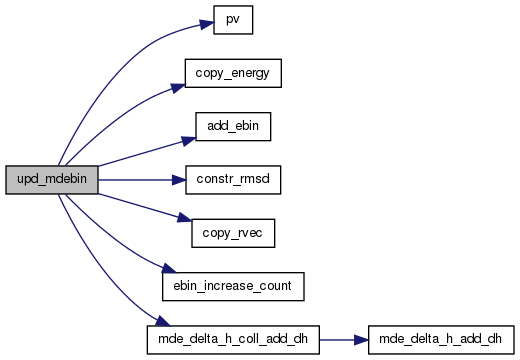 pv
copy_energy
add_ebin
upd_mdebin
constr_rmsd
copy_rvec
ebin_increase_count
mde_delta_h_coll_add_dh
mde_delta_h_add_dh